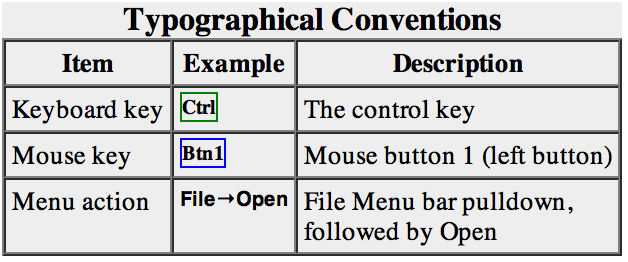 Typographical Conventions
Item Example Description
Keyboard key Ctrl The control key
Mouse key Btn1 Mouse button 1 (left button)
Menu action File→Open File Menu bar pulldown,
followed by Open